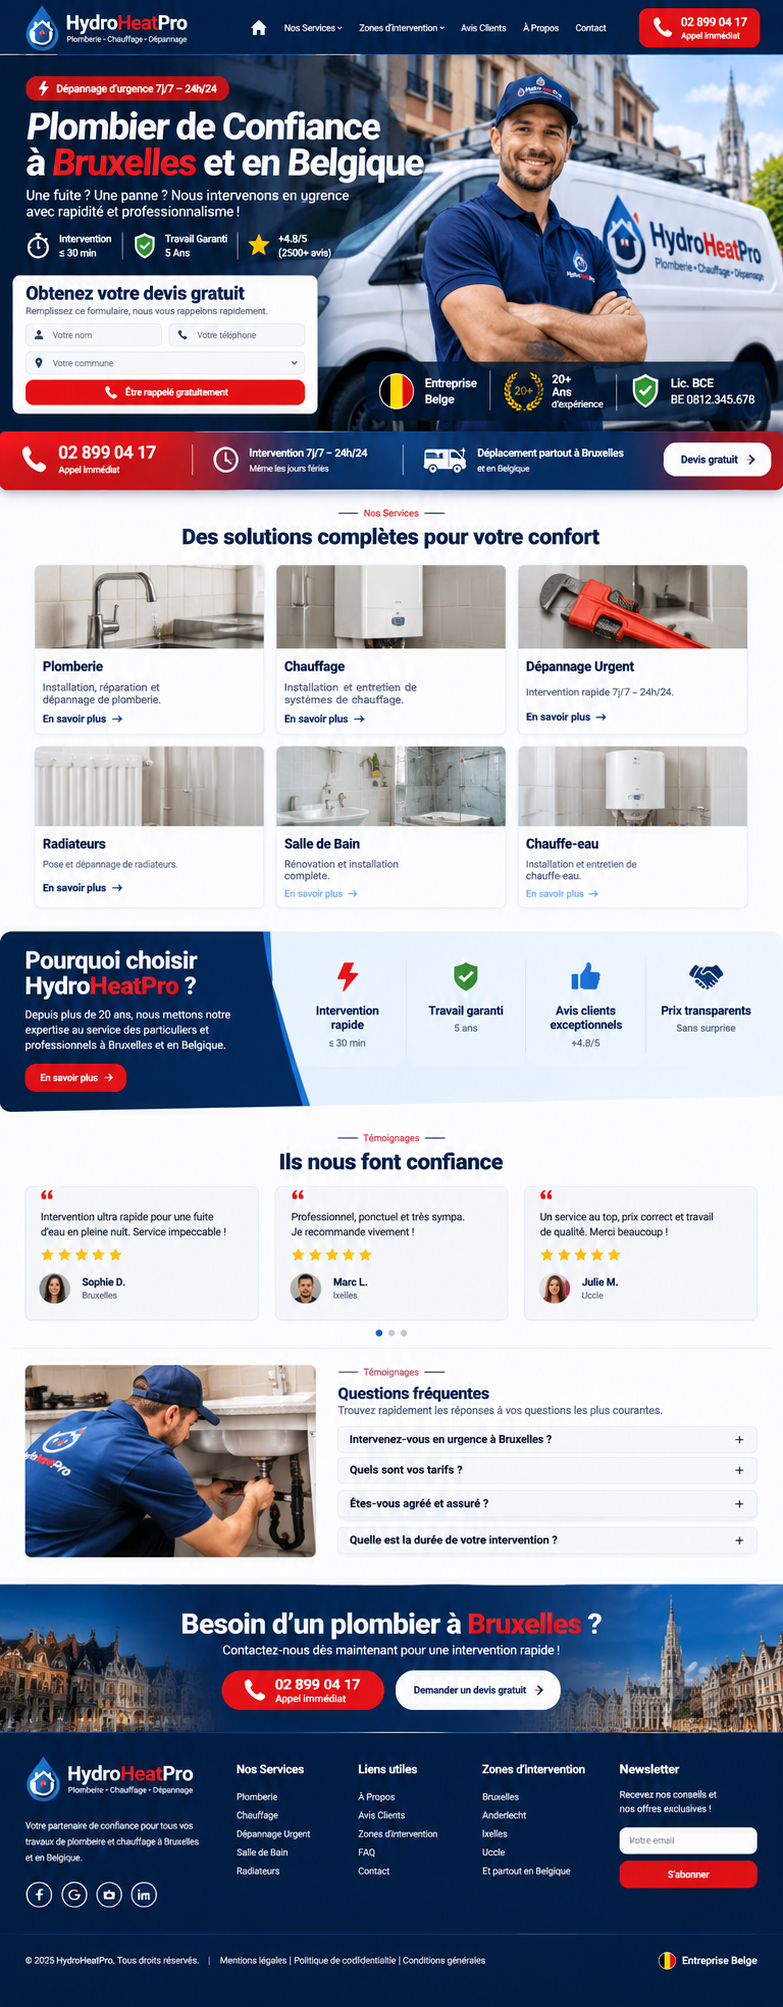 HydroHeatPro
Plomberie • Chauffage • Dépannage
Nos Services
Zones d'intervention
Avis Clients
À Propos
Contact
02 899 04 17
Appel immédiat
Dépannage d'urgence 7j/7 – 24h/24
Plombier de Confiance
à Bruxelles et en Belgique
Une fuite ? Une panne ? Nous intervenons en ugrence
avec rapidité et professionnalisme !
Intervention
≤ 30 min
Travail Garanti
5 Ans
+4.8/5
(2500+ avis)
HydroHeatPro
Plomberie • Chauffage • Dépannage
Obtenez votre devis gratuit
Remplissez ce formulaire, nous vous rappelons rapidement.
Votre nom
Votre téléphone
Votre commune
Être rappelé gratuitement
Entreprise
Belge
20+
20+
Ans
d'expérience
Lic. BCE
BE 0812.345.678
02 899 04 17
Appel immédiat
Intervention 7j/7 – 24h/24
Même les jours fériés
Déplacement partout à Bruxelles
et en Belgique
Devis gratuit
Nos Services
Des solutions complètes pour votre confort
Plomberie
Installation, réparation et
dépannage de plomberie.
En savoir plus →
Chauffage
Installation et entretien de
systèmes de chauffage.
En savoir plus →
Dépannage Urgent
Intervention rapide 7j/7 – 24h/24.
En savoir plus →
Radiateurs
Pose et dépannage de radiateurs.
En savoir plus →
Salle de Bain
Rénovation et installation
complète.
En savoir plus →
Chauffe-eau
Installation et entretien de
chauffe-eau.
En savoir plus →
Pourquoi choisir
HydroHeatPro ?
Depuis plus de 20 ans, nous mettons notre
expertise au service des particuliers et
professionnels à Bruxelles et en Belgique.
En savoir plus →
Intervention
rapide
≤ 30 min
Travail garanti
5 ans
Avis clients
exceptionnels
+4.8/5
Prix transparents
Sans surprise
Témoignages
Ils nous font confiance
Intervention ultra rapide pour une fuite
d'eau en pleine nuit. Service impeccable !
Sophie D.
Bruxelles
Professionnel, ponctuel et très sympa.
Je recommande vivement !
Marc L.
Ixelles
Un service au top, prix correct et travail
de qualité. Merci beaucoup !
Julie M.
Uccle
Témoignages
Questions fréquentes
Trouvez rapidement les réponses à vos questions les plus courantes.
Intervenez-vous en urgence à Bruxelles ? +
Quels sont vos tarifs ? +
Êtes-vous agréé et assuré ? +
Quelle est la durée de votre intervention ? +
Besoin d'un plombier à Bruxelles ?
Contactez-nous dès maintenant pour une intervention rapide !
02 899 04 17
Appel immédiat
Demander un devis gratuit →
HydroHeatPro
Plombeite • Chauffage • Dépannage
Votre partenaire de confiance pour tous vos
travaux de plombeire et chauffage à Bruxelles
et en Belgique.
Nos Services
Plomberie
Chauffage
Dépannage Urgent
Salle de Bain
Radiateurs
Liens utiles
À Propos
Avis Clients
Zones d'intervention
FAQ
Contact
Zones d'intervention
Bruxelles
Anderlecht
Ixelles
Uccle
Et partout en Belgique
Newsletter
Recevez nos conseils et
nos offres exclusives !
Votre email
S'abonner
© 2025 HydroHeatPro. Tous droits réservés. | Mentions légales | Politique de codfdentialtie | Conditions générales
Entreprise Belge